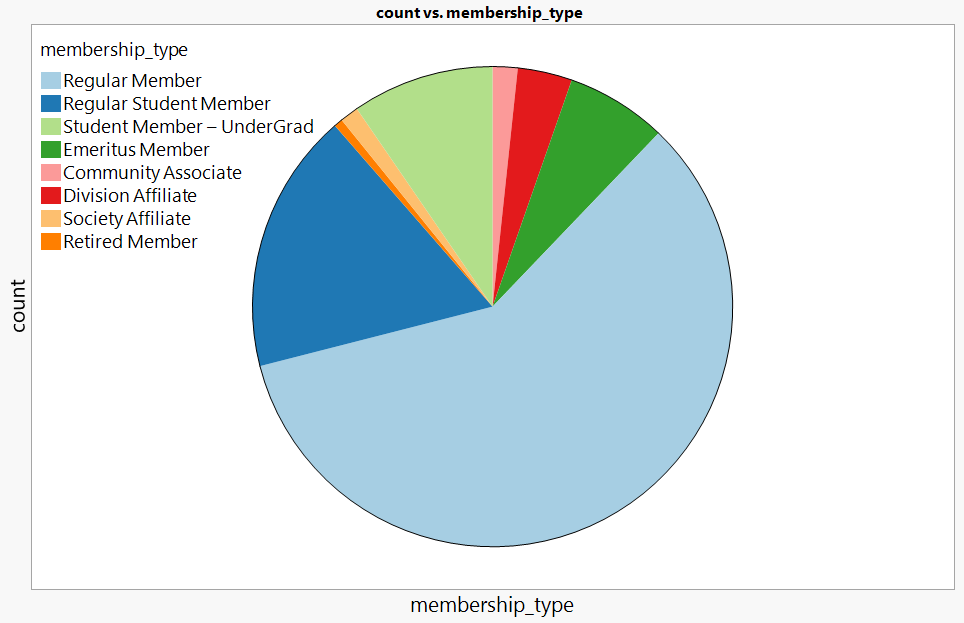 count vs. membership_type
membership_type
Regular Member
Regular Student Member
Student Member – UnderGrad
Emeritus Member
Community Associate
Division Affiliate
Society Affiliate
Retired Member
count
membership_type